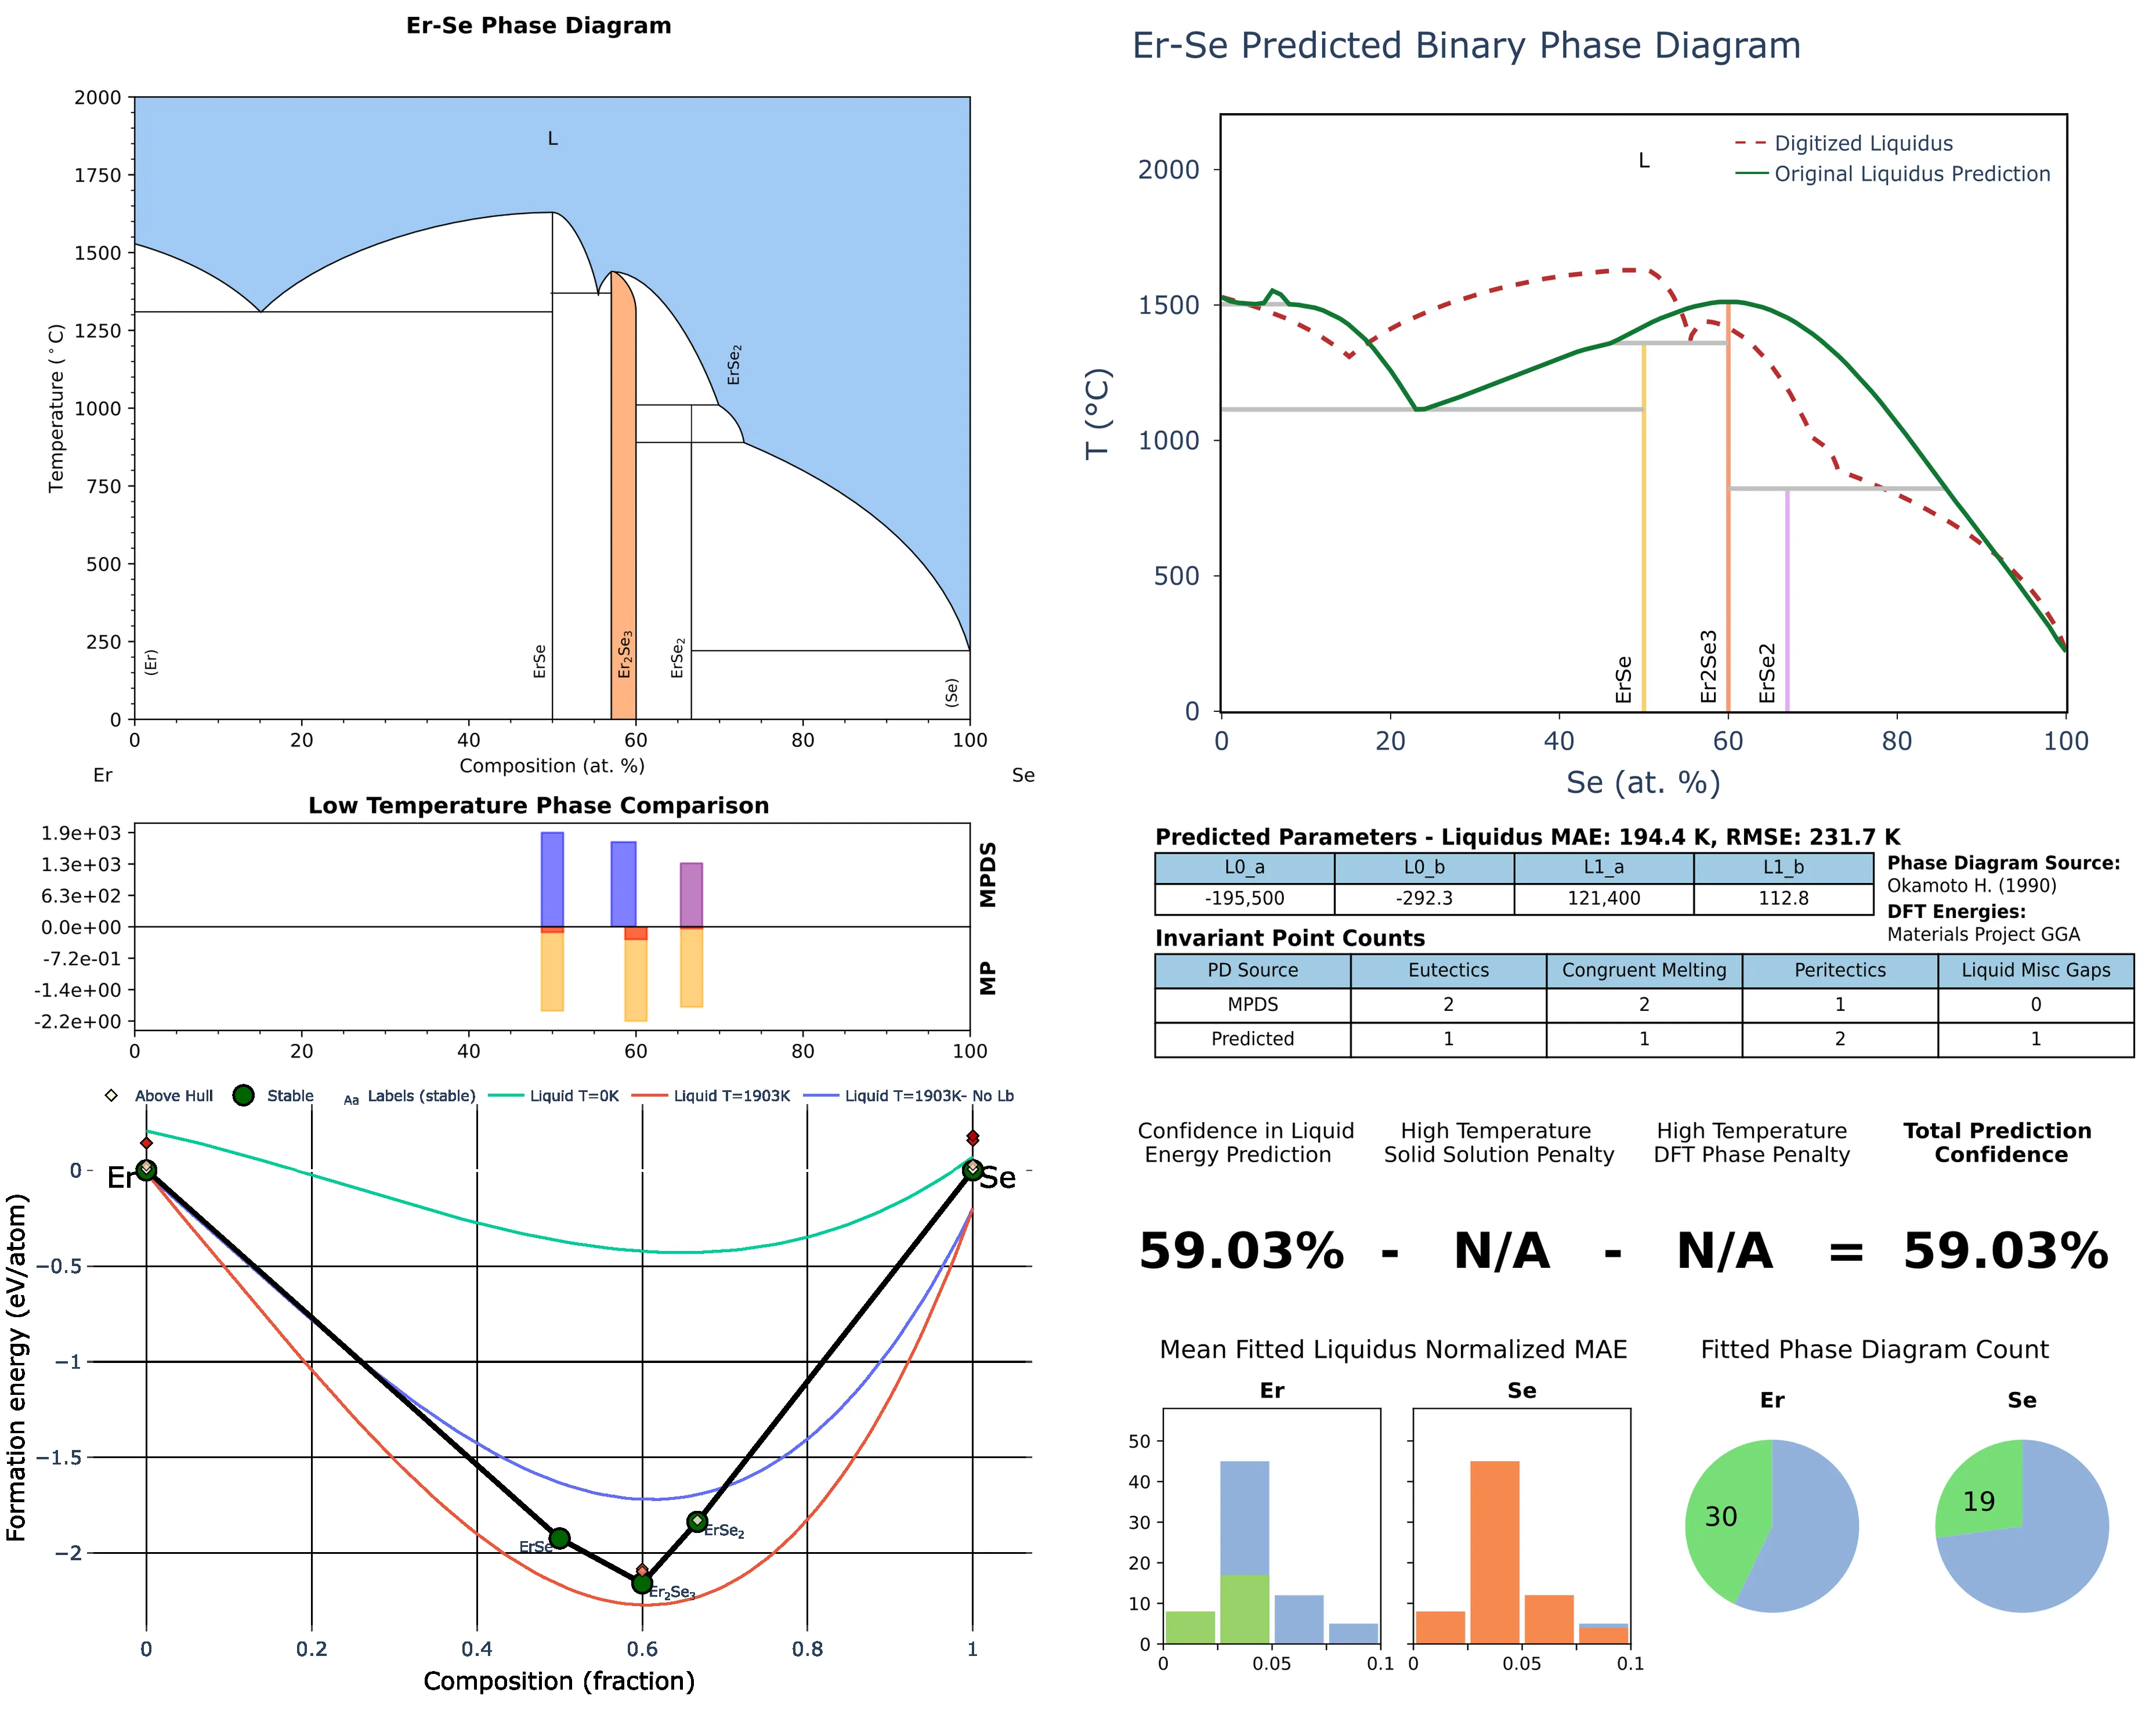 Er-Se Phase Diagram
2000
1750
1500
1250
1000
750
500
250
0
Temperature (°C)
L
ErSe₂
(Er)
ErSe
Er₂Se₃
ErSe₂
(Se)
0 20 40 60 80 100
Composition (at. %)
Er Se
Low Temperature Phase Comparison
1.9e+03
1.3e+03
6.3e+02
0.0e+00
-7.2e-01
-1.4e+00
-2.2e+00
MPDS
MP
0 20 40 60 80 100
Above Hull Stable Aa Labels (stable) Liquid T=0K Liquid T=1903K Liquid T=1903K- No Lb
0
−0.5
−1
−1.5
−2
Formation energy (eV/atom)
Er Se
ErSe
ErSe₂
Er₂Se₃
0 0.2 0.4 0.6 0.8 1
Composition (fraction)
Er-Se Predicted Binary Phase Diagram
L
Digitized Liquidus
Original Liquidus Prediction
2000
1500
1000
500
0
T (°C)
ErSe
Er2Se3
ErSe2
0 20 40 60 80 100
Se (at. %)
Predicted Parameters - Liquidus MAE: 194.4 K, RMSE: 231.7 K
L0_a L0_b L1_a L1_b
-195,500 -292.3 121,400 112.8
Phase Diagram Source:
Okamoto H. (1990)
DFT Energies:
Materials Project GGA
Invariant Point Counts
PD Source Eutectics Congruent Melting Peritectics Liquid Misc Gaps
MPDS 2 2 1 0
Predicted 1 1 2 1
Confidence in Liquid
Energy Prediction
High Temperature
Solid Solution Penalty
High Temperature
DFT Phase Penalty
Total Prediction
Confidence
59.03% - N/A - N/A = 59.03%
Mean Fitted Liquidus Normalized MAE
Er Se
50
40
30
20
10
0
0 0.05 0.1 0 0.05 0.1
Fitted Phase Diagram Count
Er Se
30 19